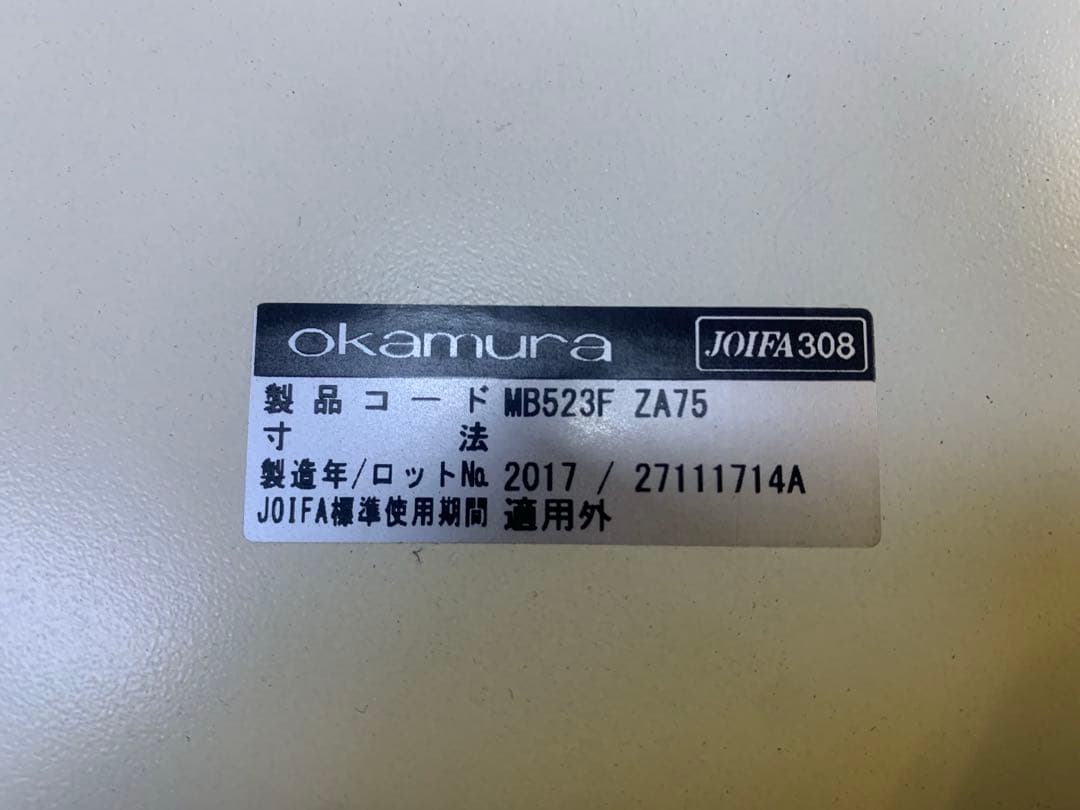 okamura JOIFA308
製品コード MB523F ZA75
寸法
製造年/ロットNo. 2017 / 27111714A
JOIFA標準使用期間 適用外